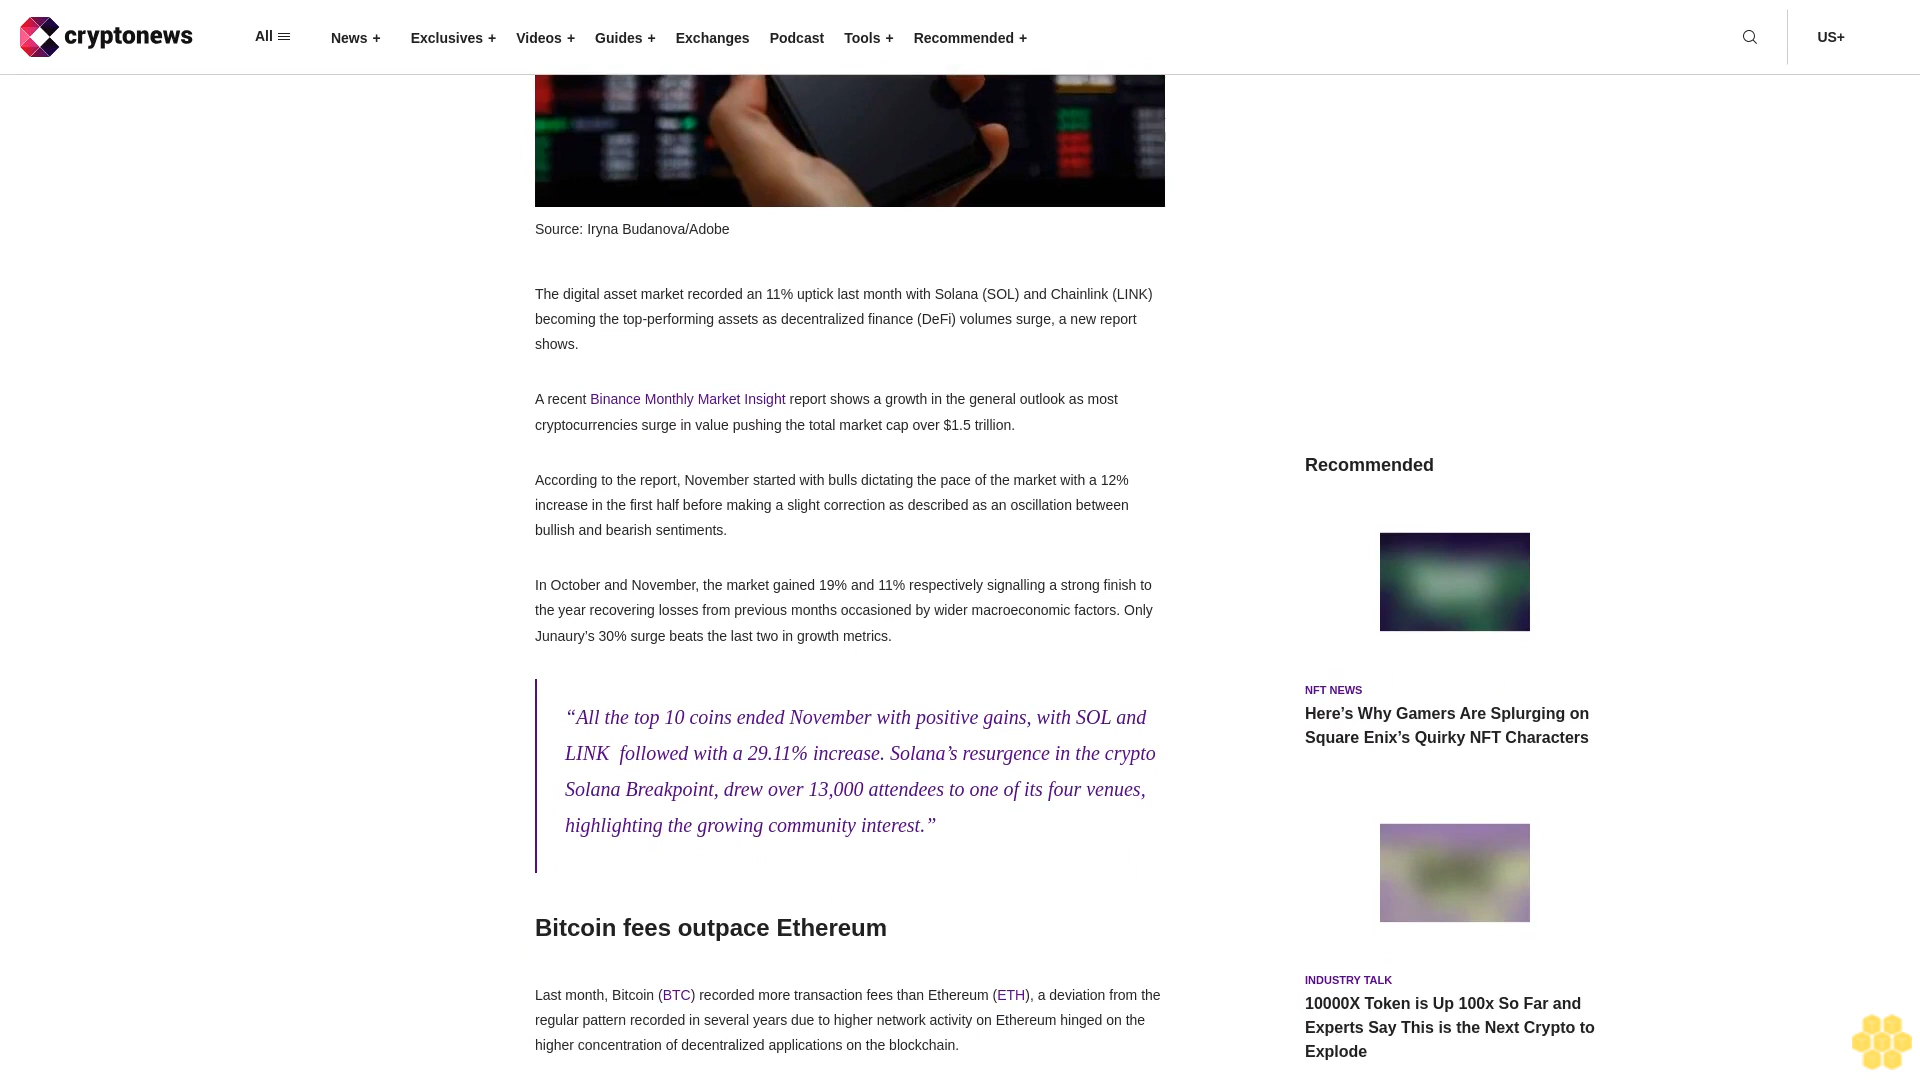 cryptonews
All
News +
Exclusives +
Videos +
Guides +
Exchanges
Podcast
Tools +
Recommended +
US+
Source: Iryna Budanova/Adobe
The digital asset market recorded an 11% uptick last month with Solana (SOL) and Chainlink (LINK)
becoming the top-performing assets as decentralized finance (DeFi) volumes surge, a new report
shows.
A recent Binance Monthly Market Insight report shows a growth in the general outlook as most
cryptocurrencies surge in value pushing the total market cap over $1.5 trillion.
According to the report, November started with bulls dictating the pace of the market with a 12%
increase in the first half before making a slight correction as described as an oscillation between
bullish and bearish sentiments.
In October and November, the market gained 19% and 11% respectively signalling a strong finish to
the year recovering losses from previous months occasioned by wider macroeconomic factors. Only
Junaury’s 30% surge beats the last two in growth metrics.
“All the top 10 coins ended November with positive gains, with SOL and
LINK  followed with a 29.11% increase. Solana’s resurgence in the crypto
Solana Breakpoint, drew over 13,000 attendees to one of its four venues,
highlighting the growing community interest.”
Bitcoin fees outpace Ethereum
Last month, Bitcoin (BTC) recorded more transaction fees than Ethereum (ETH), a deviation from the
regular pattern recorded in several years due to higher network activity on Ethereum hinged on the
higher concentration of decentralized applications on the blockchain.
Recommended
NFT NEWS
Here’s Why Gamers Are Splurging on
Square Enix’s Quirky NFT Characters
INDUSTRY TALK
10000X Token is Up 100x So Far and
Experts Say This is the Next Crypto to
Explode